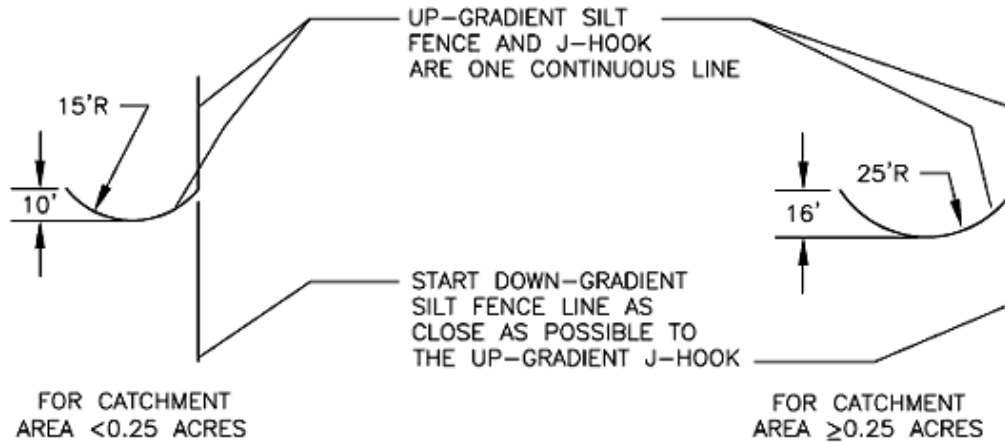 UP-GRADIENT SILT
FENCE AND J-HOOK
ARE ONE CONTINUOUS LINE
15'R
10'
25'R
16'
START DOWN-GRADIENT
SILT FENCE LINE AS
CLOSE AS POSSIBLE TO
THE UP-GRADIENT J-HOOK
FOR CATCHMENT
AREA <0.25 ACRES
FOR CATCHMENT
AREA ≥0.25 ACRES